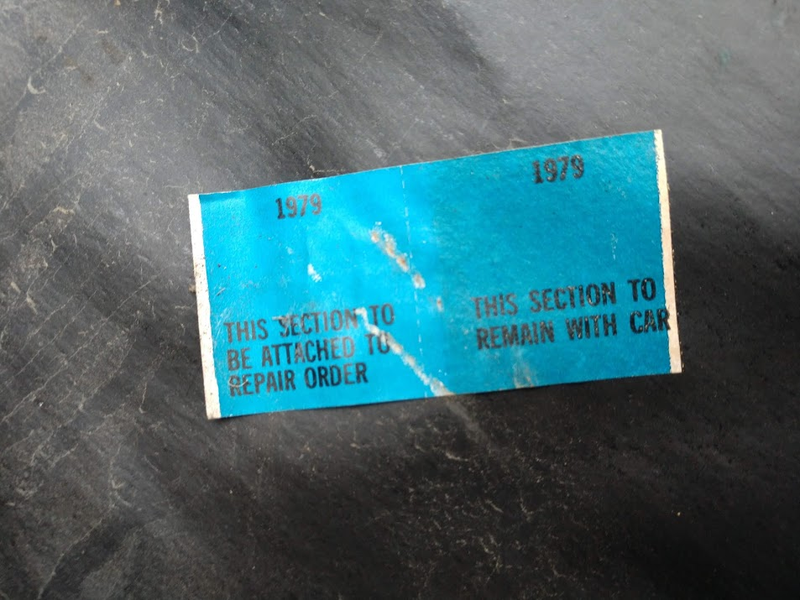 1979
THIS SECTION TO
BE ATTACHED TO
REPAIR ORDER
1979
THIS SECTION TO
REMAIN WITH CAR